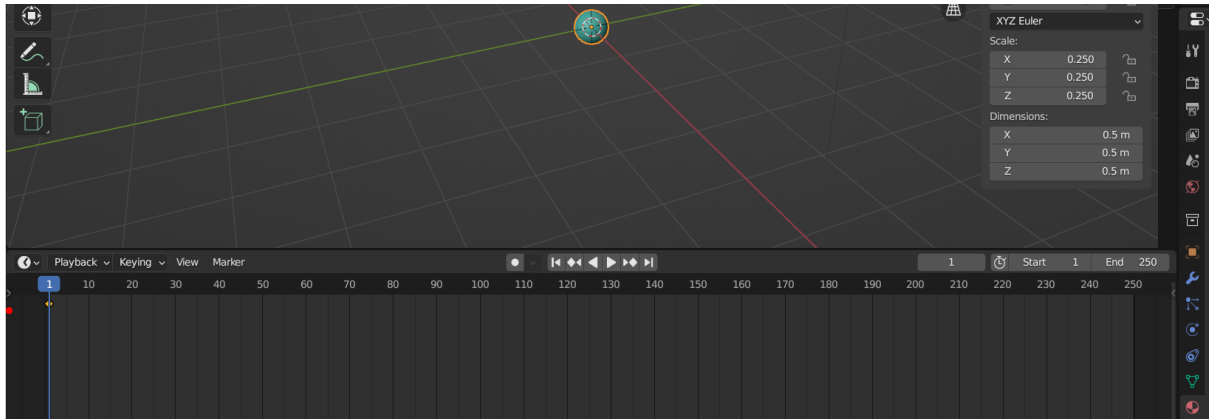 XYZ Euler
Scale:
X 0.250
Y 0.250
Z 0.250
Dimensions:
X 0.5 m
Y 0.5 m
Z 0.5 m
Playback Keying View Marker 1 Start 1 End 250
1 10 20 30 40 50 60 70 80 90 100 110 120 130 140 150 160 170 180 190 200 210 220 230 240 250